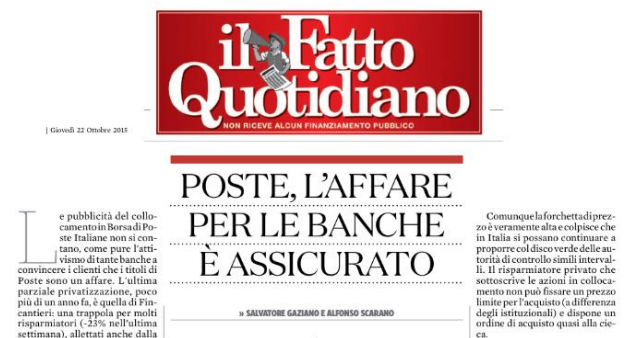 il Fatto
Quotidiano
NON RICEVE ALCUN FINANZIAMENTO PUBBLICO
| Giovedì 22 Ottobre 2015
POSTE, L'AFFARE
PER LE BANCHE
È ASSICURATO
» SALVATORE GAZIANO E ALFONSO SCARANO
Le pubblicità del collo-
camento in Borsa di Po-
ste Italiane non si con-
tano, come pure l'atti-
vismo di tante banche a
convincere i clienti che i titoli di
Poste sono un affare. L'ultima
parziale privatizzazione, poco
più di un anno fa, è quella di Fin-
cantieri: una trappola per molti
risparmiatori (-23% nell'ultima
settimana), allettati anche dalla
Comunque la forchetta di prez-
zo è veramente alta e colpisce che
in Italia si possano continuare a
proporre col disco verde delle au-
torità di controllo simili interval-
li. Il risparmiatore privato che
sottoscrive le azioni in colloca-
mento non può fissare un prezzo
limite per l'acquisto (a differenza
degli istituzionali) e dispone un
ordine di acquisto quasi alla cie-
ca.